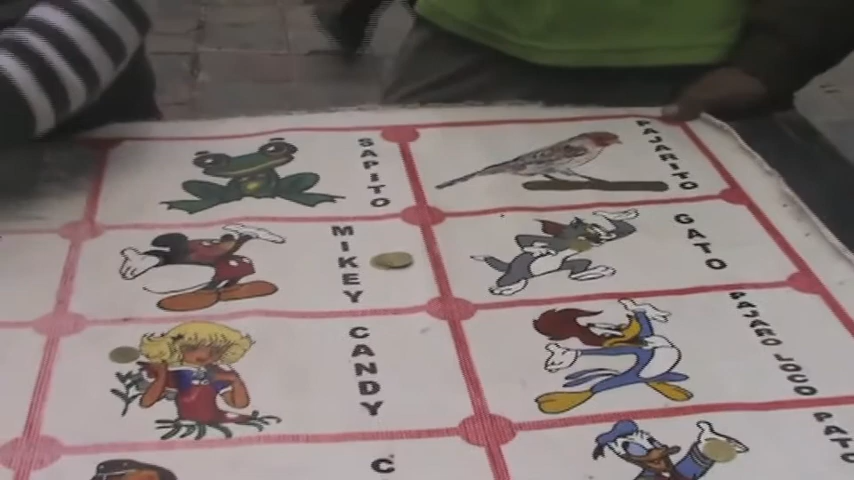 SAPITO
PAJARITO
MIKEY
GATO
CANDY
PAJARO LOCO
C
PATO